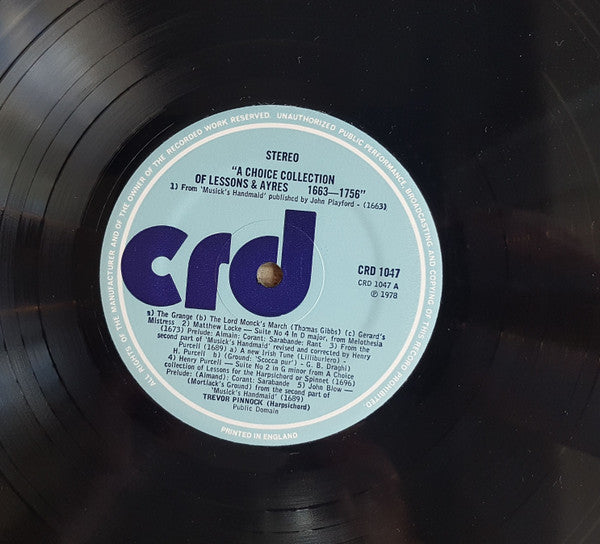 ALL RIGHTS OF THE MANUFACTURER AND OF THE OWNER OF THE RECORDED WORK RESERVED. UNAUTHORIZED PUBLIC PERFORMANCE, BROADCASTING AND COPYING OF THIS RECORD PROHIBITED.
STEREO
"A CHOICE COLLECTION
OF LESSONS & AYRES 1663—1756"
1) From 'Musick's Handmaid' published by John Playford - (1663)
crd
CRD 1047
CRD 1047 A
℗ 1978
a) The Grange (b) The Lord Monck's March (Thomas Gibbs) (c) Gerard's
Mistress 2) Matthew Locke — Suite No 4 in D major, from Melothesia
(1673) Prelude: Almain: Corant: Sarabande: Rant 3) From the
second part of 'Musick's Handmaid' revised and corrected by Henry
Purcell (1689) a) A new Irish Tune (Lilliburlero) -
H. Purcell b) (Ground: 'Scocca pur') - G. B. Draghi)
4) Henry Purcell — Suite No 2 in G minor from A Choice
collection of Lessons for the Harpsichord or Spinnet (1696)
Prelude: (Almand): Corant: Sarabande 5) John Blow —
(Mortlack's Ground) from the second part of
'Musick's Handmaid' (1689)
TREVOR PINNOCK (Harpsichord)
Public Domain
PRINTED IN ENGLAND